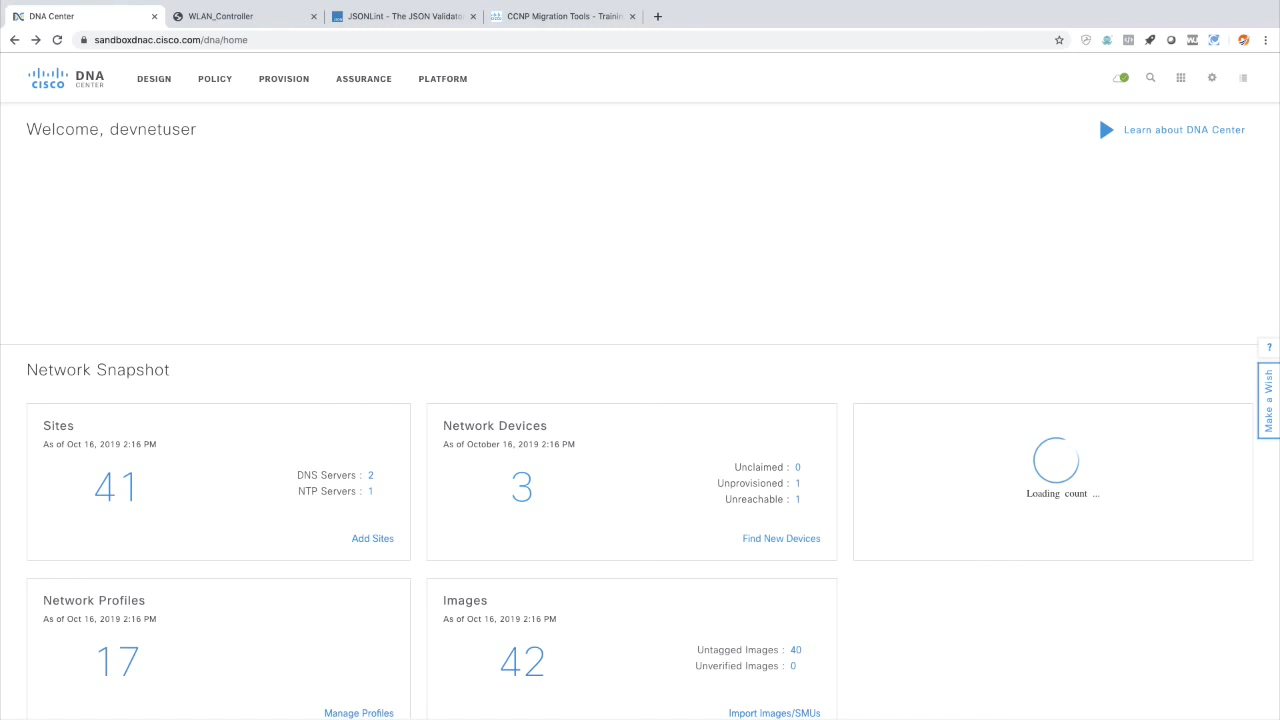 DNA Center
WLAN_Controller
JSONLint - The JSON Validato
CCNP Migration Tools - Trainin
sandboxdnac.cisco.com/dna/home
CISCO DNA CENTER
DESIGN
POLICY
PROVISION
ASSURANCE
PLATFORM
Welcome, devnetuser
Learn about DNA Center
?
Make a Wish
Network Snapshot
Sites
As of Oct 16, 2019 2:16 PM
41
DNS Servers : 2
NTP Servers : 1
Add Sites
Network Devices
As of October 16, 2019 2:16 PM
3
Unclaimed : 0
Unprovisioned : 1
Unreachable : 1
Find New Devices
Loading count ...
Network Profiles
As of Oct 16, 2019 2:16 PM
17
Manage Profiles
Images
As of Oct 16, 2019 2:16 PM
42
Untagged Images : 40
Unverified Images : 0
Import Images/SMUs